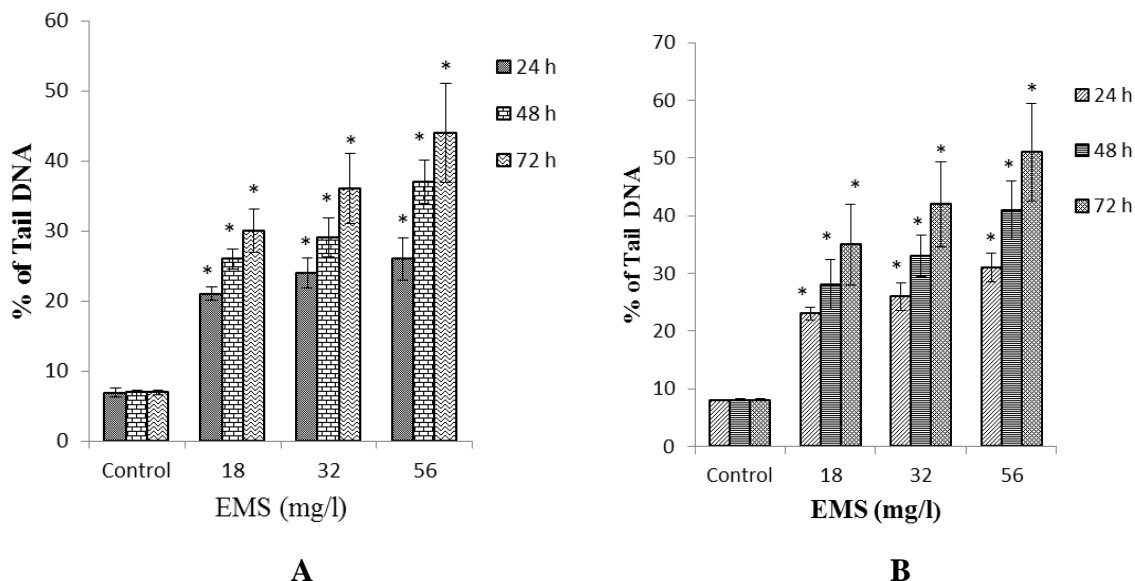 60
50
40
30
20
10
0
% of Tail DNA
* * * * * * * * *
24 h
48 h
72 h
Control 18 32 56
EMS (mg/l)
A
70
60
50
40
30
20
10
0
% of Tail DNA
* * * * * * * * *
24 h
48 h
72 h
Control 18 32 56
EMS (mg/l)
B